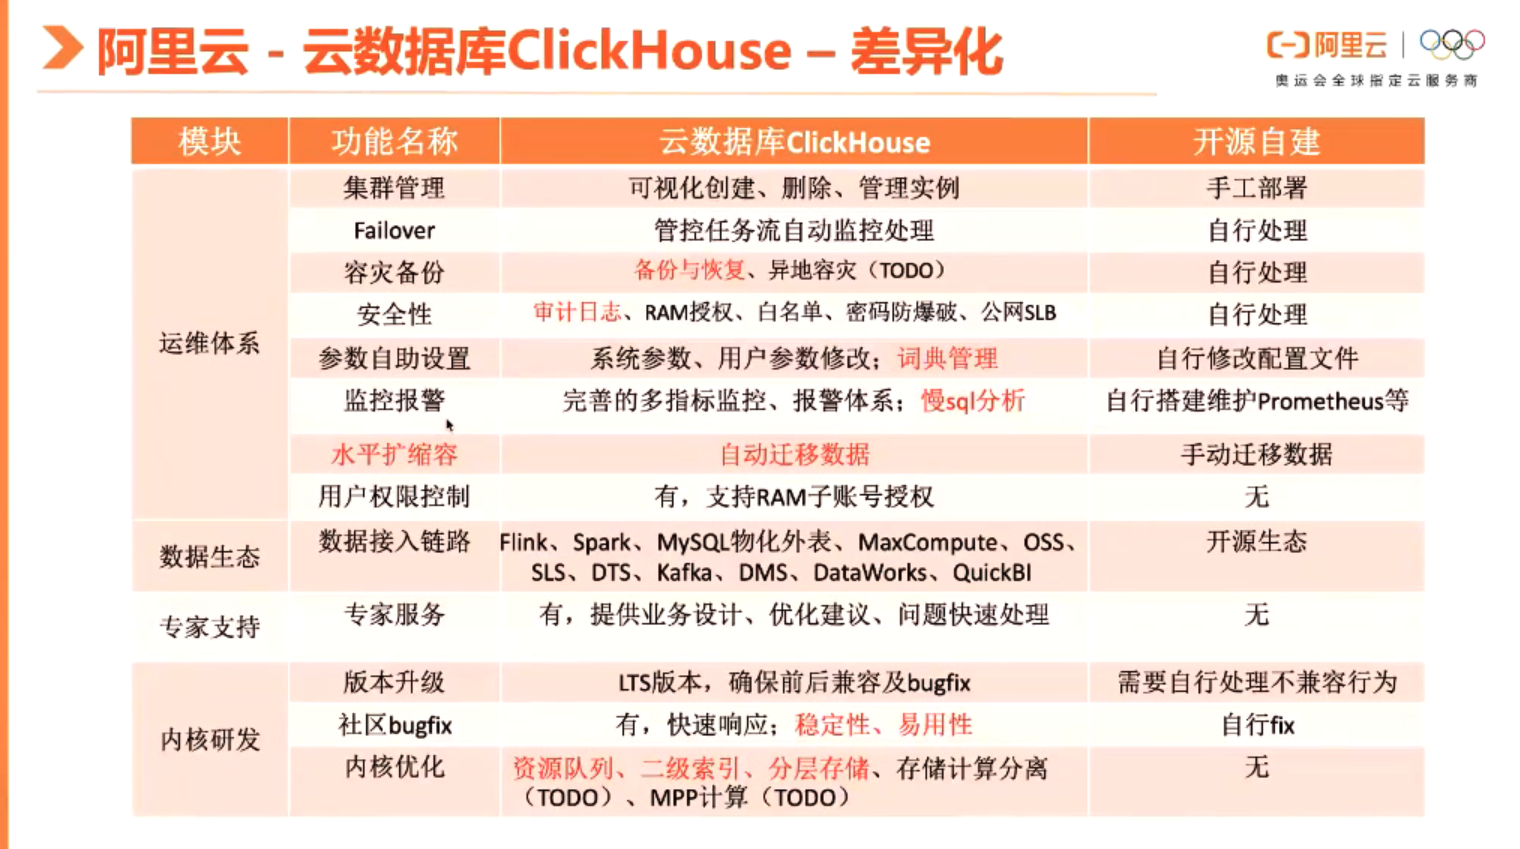 阿里云 - 云数据库ClickHouse – 差异化
阿里云
奥运会全球指定云服务商
模块 功能名称 云数据库ClickHouse 开源自建
运维体系
集群管理 可视化创建、删除、管理实例 手工部署
Failover 管控任务流自动监控处理 自行处理
容灾备份 备份与恢复、异地容灾（TODO） 自行处理
安全性 审计日志、RAM授权、白名单、密码防爆破、公网SLB 自行处理
参数自助设置 系统参数、用户参数修改；词典管理 自行修改配置文件
监控报警 完善的多指标监控、报警体系；慢sql分析 自行搭建维护Prometheus等
水平扩缩容 自动迁移数据 手动迁移数据
用户权限控制 有，支持RAM子账号授权 无
数据生态
数据接入链路 Flink、Spark、MySQL物化外表、MaxCompute、OSS、 开源生态
SLS、DTS、Kafka、DMS、DataWorks、QuickBI
专家支持
专家服务 有，提供业务设计、优化建议、问题快速处理 无
内核研发
版本升级 LTS版本，确保前后兼容及bugfix 需要自行处理不兼容行为
社区bugfix 有，快速响应；稳定性、易用性 自行fix
内核优化 资源队列、二级索引、分层存储、存储计算分离 无
（TODO）、MPP计算（TODO）